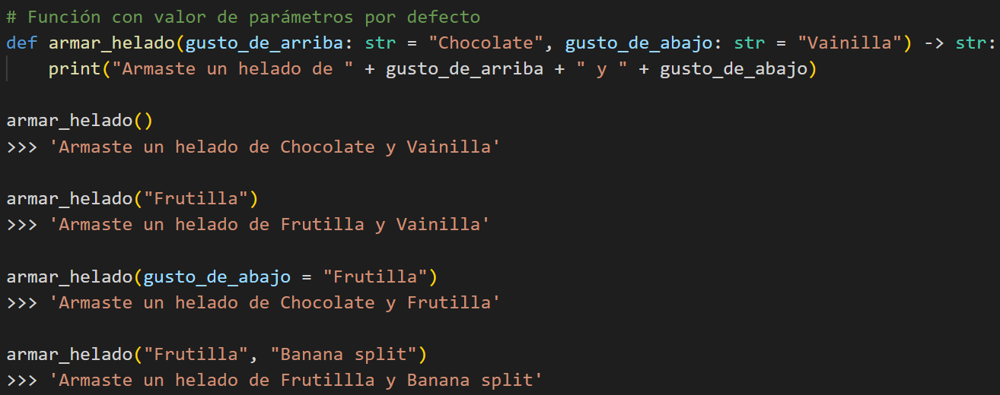 # Función con valor de parámetros por defecto
def armar_helado(gusto_de_arriba: str = "Chocolate", gusto_de_abajo: str = "Vainilla") -> str:
    print("Armaste un helado de " + gusto_de_arriba + " y " + gusto_de_abajo)

armar_helado()
>>> 'Armaste un helado de Chocolate y Vainilla'

armar_helado("Frutilla")
>>> 'Armaste un helado de Frutilla y Vainilla'

armar_helado(gusto_de_abajo = "Frutilla")
>>> 'Armaste un helado de Chocolate y Frutilla'

armar_helado("Frutilla", "Banana split")
>>> 'Armaste un helado de Frutillla y Banana split'